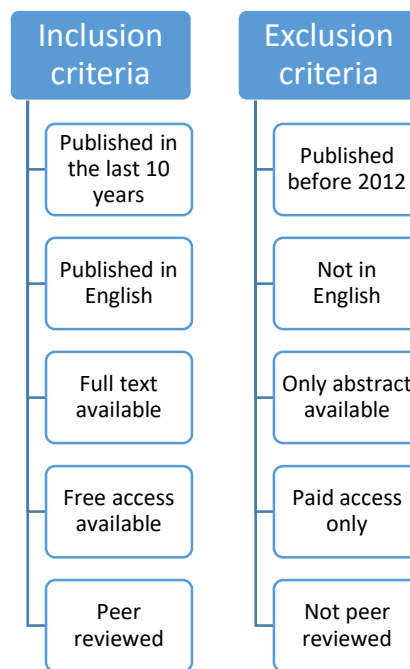 Inclusion
criteria
Published in
the last 10
years
Published in
English
Full text
available
Free access
available
Peer
reviewed
Exclusion
criteria
Published
before 2012
Not in
English
Only abstract
available
Paid access
only
Not peer
reviewed